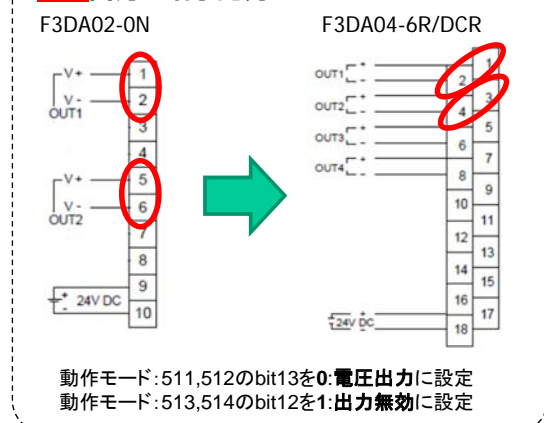 F3DA02-0N
F3DA04-6R/DCR
V+
V-
OUT1
V+
V-
OUT2
+
-
24V DC
1
2
3
4
5
6
7
8
9
10
OUT1 + -
OUT2 + -
OUT3 + -
OUT4 + -
+
-
24V DC
1
2
3
4
5
6
7
8
9
10
11
12
13
14
15
16
17
18
動作モード:511,512のbit13を0:電圧出力に設定
動作モード:513,514のbit12を1:出力無効に設定